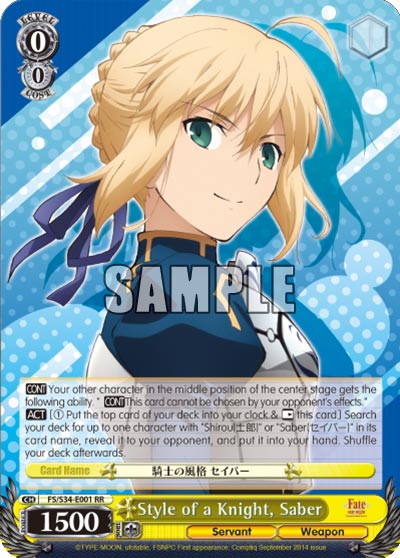 LEVEL
0
0
COST
SAMPLE
CONT Your other character in the middle position of the center stage gets the
following ability. " CONT This card cannot be chosen by your opponent's effects."
ACT [① Put the top card of your deck into your clock & this card] Search
your deck for up to one character with "Shirou[士郎]" or "Saber[セイバー]" in its
card name, reveal it to your opponent, and put it into your hand. Shuffle
your deck afterwards.
Card Name
騎士の風格 セイバー
CH FS/S34-E001 RR
POWER
1500
Style of a Knight, Saber
Fate
Servant
Weapon
©TYPE-MOON, ufotable, FSNPC First appearance: Comptiq September 2014 issue